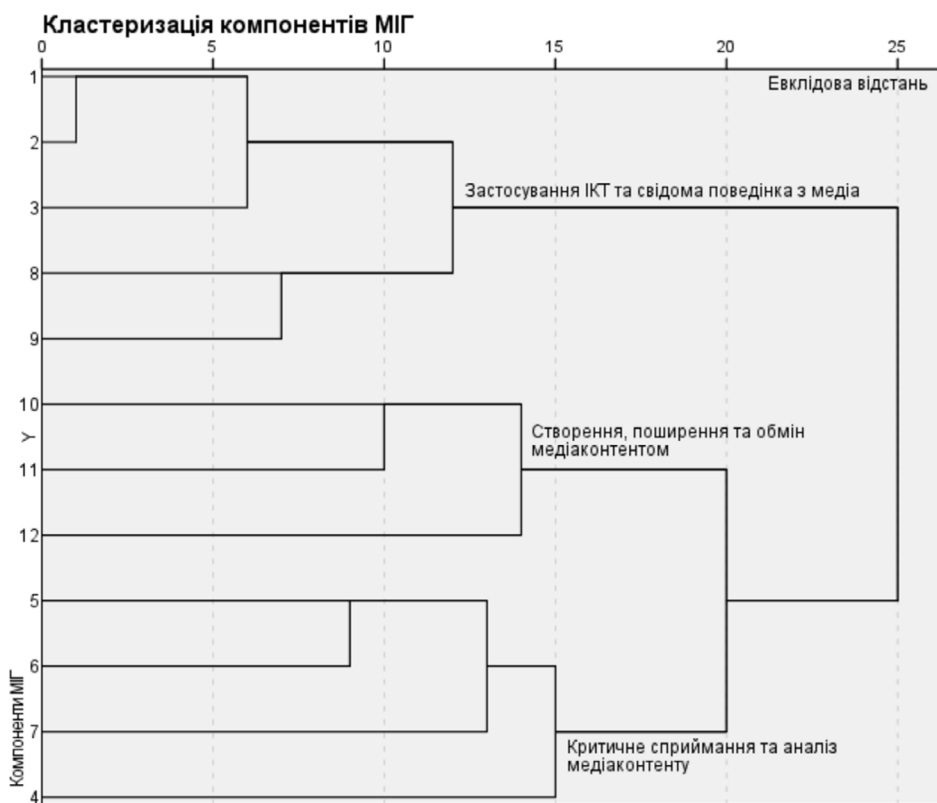 Кластеризація компонентів МІГ
0 5 10 15 20 25
Евклідова відстань
1
2
Застосування ІКТ та свідома поведінка з медіа
3
8
9
10
Створення, поширення та обмін
медіаконтентом
Y
11
12
5
6
7
Критичне сприймання та аналіз
медіаконтенту
4
Компоненти МІГ